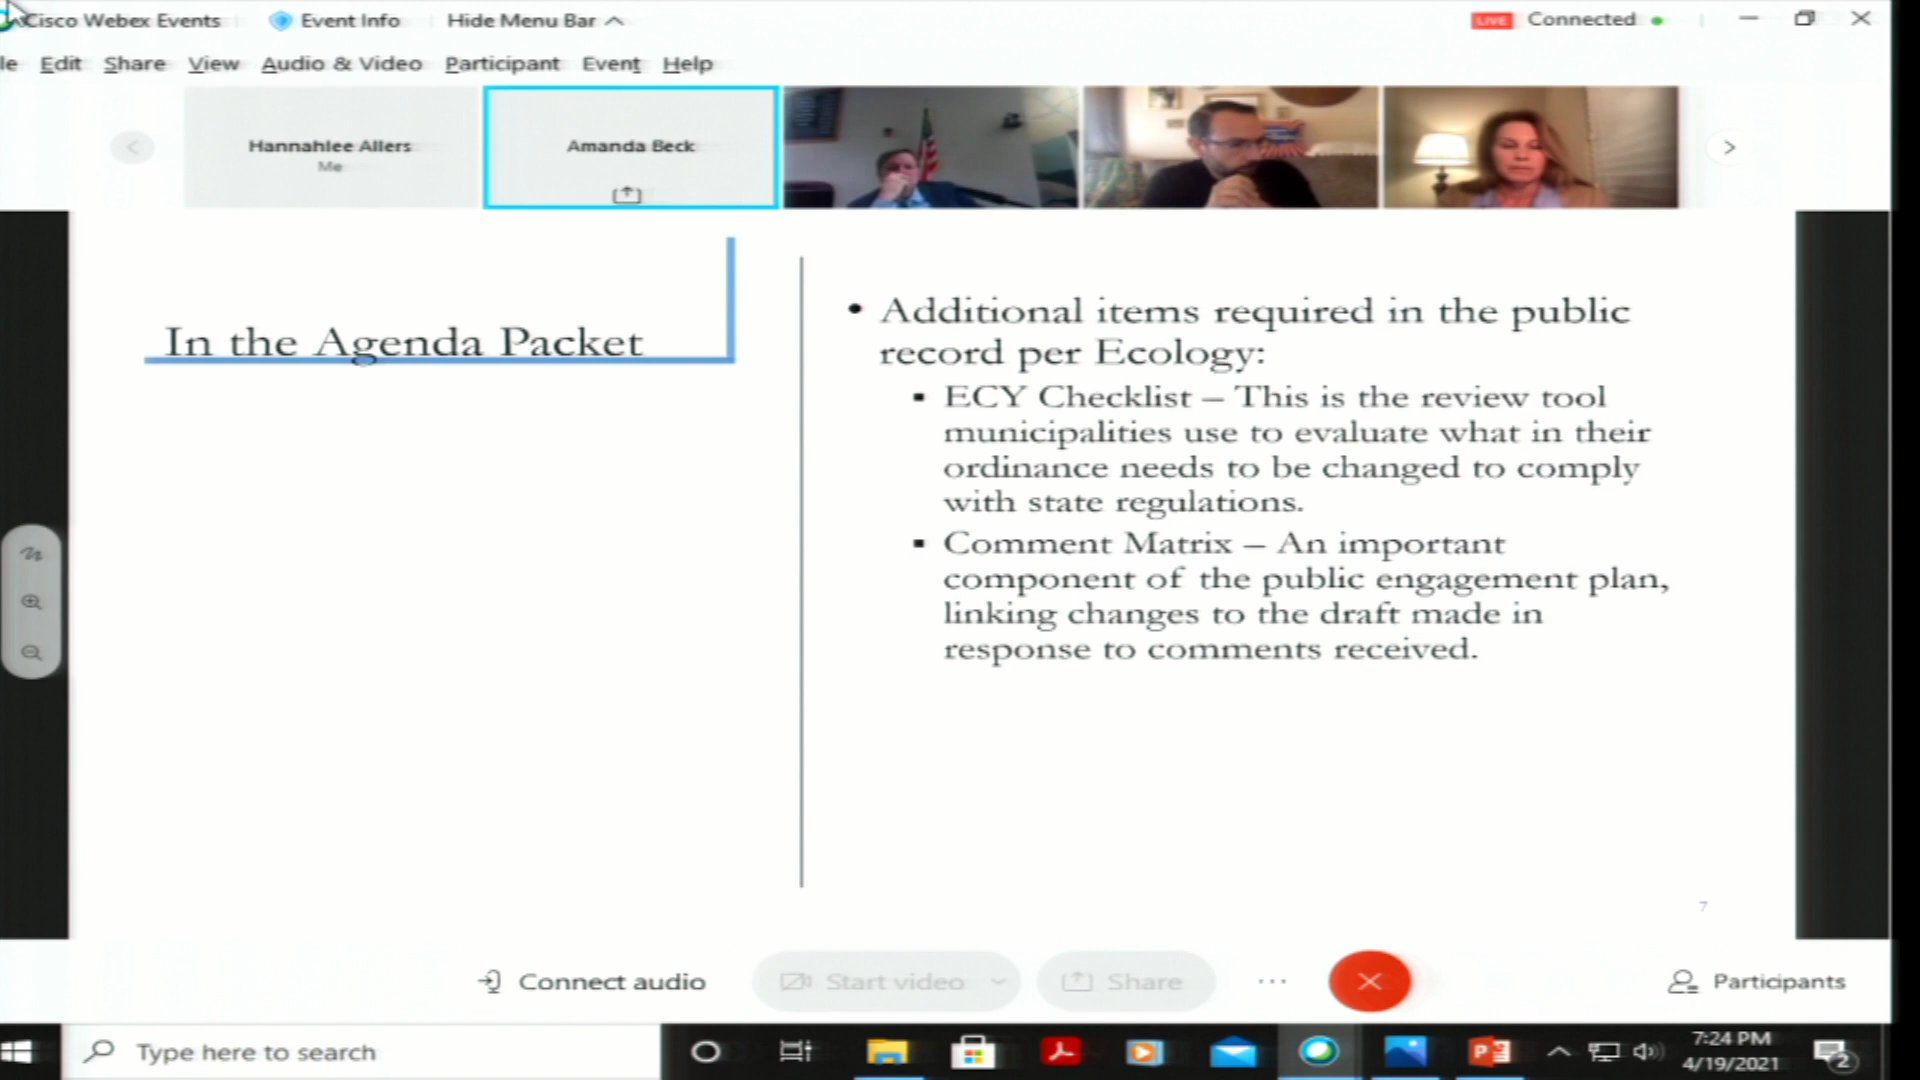 Cisco Webex Events
Event Info
Hide Menu Bar
LIVE
Connected
le Edit Share View Audio & Video Participant Event Help
Hannahlee Allers
Me
Amanda Beck
In the Agenda Packet
• Additional items required in the public
record per Ecology:
▪ ECY Checklist – This is the review tool
municipalities use to evaluate what in their
ordinance needs to be changed to comply
with state regulations.
▪ Comment Matrix – An important
component of the public engagement plan,
linking changes to the draft made in
response to comments received.
7
Connect audio
Start video
Share
Participants
Type here to search
7:24 PM
4/19/2021
2